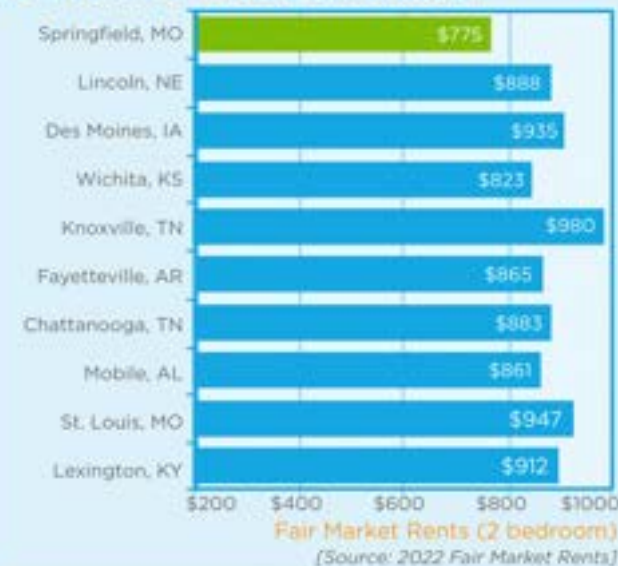 Springfield, MO $775
Lincoln, NE $888
Des Moines, IA $935
Wichita, KS $823
Knoxville, TN $980
Fayetteville, AR $865
Chattanooga, TN $883
Mobile, AL $861
St. Louis, MO $947
Lexington, KY $912
$200 $400 $600 $800 $1000
Fair Market Rents (2 bedroom)
[Source: 2022 Fair Market Rents]